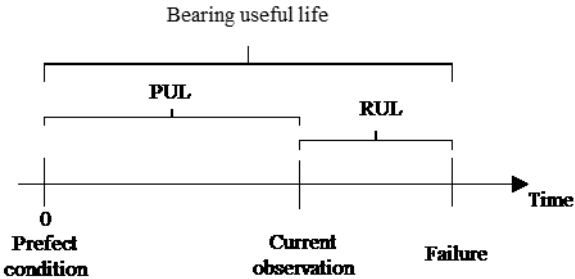 Bearing useful life
PUL
RUL
Time
0
Prefect
condition
Current
observation
Failure